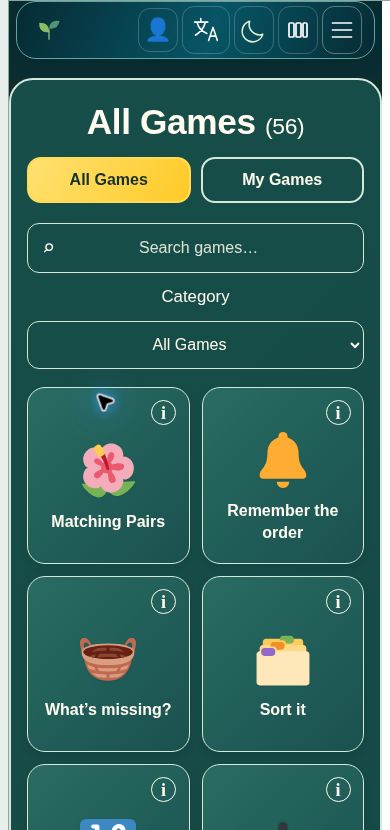 All Games (56)
All Games
My Games
Search games…
Category
All Games
i
i
Matching Pairs
Remember the
order
i
i
What’s missing?
Sort it
i
i